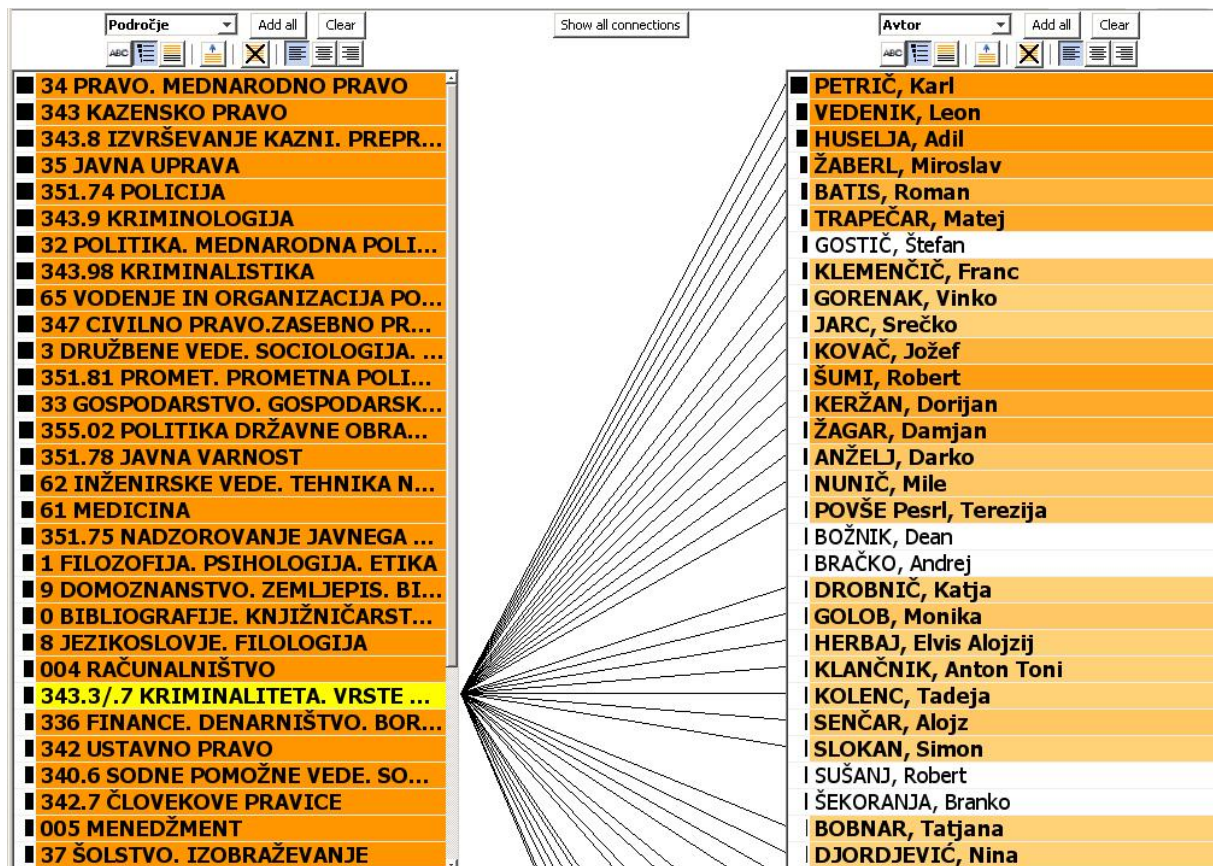 Področje
Add all
Clear
Show all connections
Avtor
Add all
Clear
ABC
ABC
34 PRAVO. MEDNARODNO PRAVO
343 KAZENSKO PRAVO
343.8 IZVRŠEVANJE KAZNI. PREPR...
35 JAVNA UPRAVA
351.74 POLICIJA
343.9 KRIMINOLOGIJA
32 POLITIKA. MEDNARODNA POLI...
343.98 KRIMINALISTIKA
65 VODENJE IN ORGANIZACIJA PO...
347 CIVILNO PRAVO.ZASEBNO PR...
3 DRUŽBENE VEDE. SOCIOLOGIJA. ...
351.81 PROMET. PROMETNA POLI...
33 GOSPODARSTVO. GOSPODARSK...
355.02 POLITIKA DRŽAVNE OBRA...
351.78 JAVNA VARNOST
62 INŽENIRSKE VEDE. TEHNIKA N...
61 MEDICINA
351.75 NADZOROVANJE JAVNEGA ...
1 FILOZOFIJA. PSIHOLOGIJA. ETIKA
9 DOMOZNANSTVO. ZEMLJEPIS. BI...
0 BIBLIOGRAFIJE. KNJIŽNIČARST...
8 JEZIKOSLOVJE. FILOLOGIJA
004 RAČUNALNIŠTVO
343.3/.7 KRIMINALITETA. VRSTE ...
336 FINANCE. DENARNIŠTVO. BOR...
342 USTAVNO PRAVO
340.6 SODNE POMOŽNE VEDE. SO...
342.7 ČLOVEKOVE PRAVICE
005 MENEDŽMENT
37 ŠOLSTVO. IZOBRAŽEVANJE
PETRIČ, Karl
VEDENIK, Leon
HUSELJA, Adil
ŽABERL, Miroslav
BATIS, Roman
TRAPEČAR, Matej
GOSTIČ, Štefan
KLEMENČIČ, Franc
GORENAK, Vinko
JARC, Srečko
KOVAČ, Jožef
ŠUMI, Robert
KERŽAN, Dorijan
ŽAGAR, Damjan
ANŽELJ, Darko
NUNIČ, Mile
POVŠE Pesrl, Terezija
BOŽNIK, Dean
BRAČKO, Andrej
DROBNIČ, Katja
GOLOB, Monika
HERBAJ, Elvis Alojzij
KLANČNIK, Anton Toni
KOLENC, Tadeja
SENČAR, Alojz
SLOKAN, Simon
SUŠANJ, Robert
ŠEKORANJA, Branko
BOBNAR, Tatjana
DJORDJEVIĆ, Nina